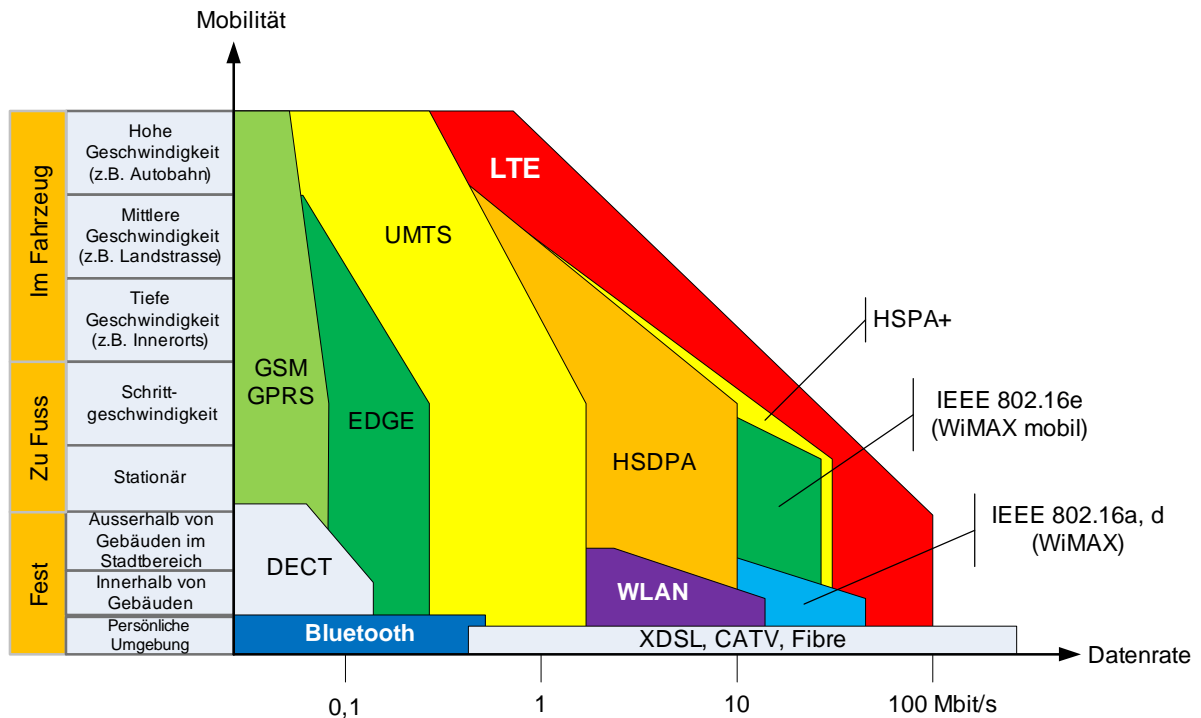 Mobilität
Im Fahrzeug
Hohe
Geschwindigkeit
(z.B. Autobahn)
Mittlere
Geschwindigkeit
(z.B. Landstrasse)
Tiefe
Geschwindigkeit
(z.B. Innerorts)
Zu Fuss
Schritt-
geschwindigkeit
Stationär
Fest
Ausserhalb von
Gebäuden im
Stadtbereich
Innerhalb von
Gebäuden
Persönliche
Umgebung
LTE
UMTS
HSPA+
GSM
GPRS
EDGE
HSDPA
IEEE 802.16e
(WiMAX mobil)
IEEE 802.16a, d
(WiMAX)
DECT
WLAN
Bluetooth
XDSL, CATV, Fibre
Datenrate
0,1
1
10
100 Mbit/s